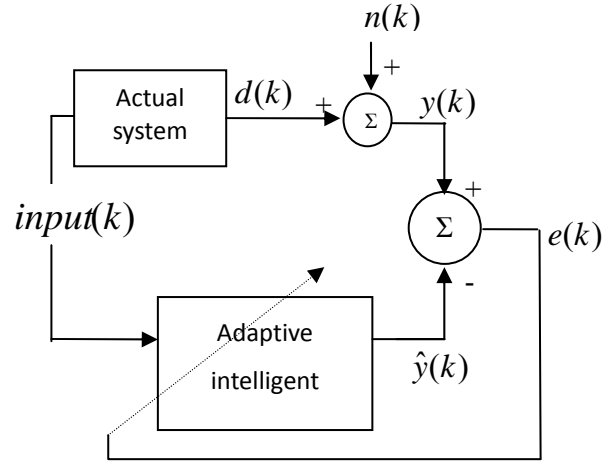 n(k)
+
Actual
system
d(k)
+
Σ
y(k)
+
input(k)
Σ
e(k)
-
Adaptive
intelligent
ŷ(k)